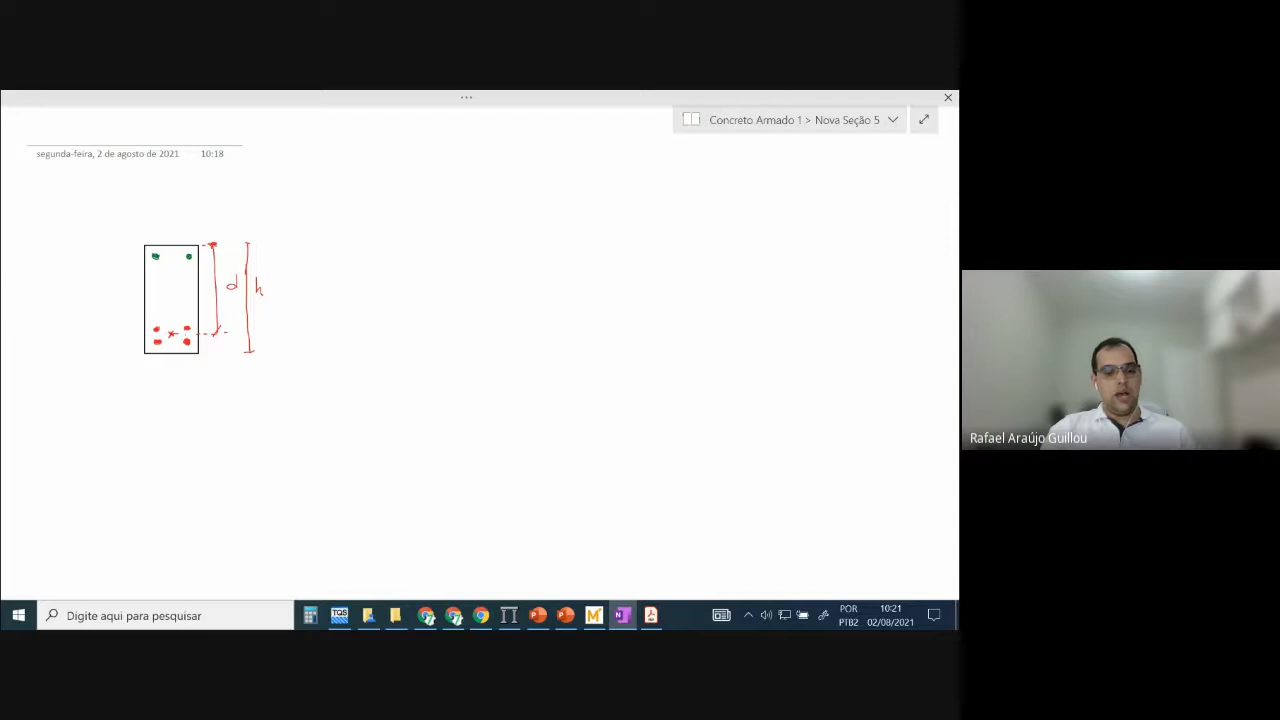 Concreto Armado 1 > Nova Seção 5
segunda-feira, 2 de agosto de 2021 10:18
d
h
Rafael Araújo Guillou
Digite aqui para pesquisar
TQS
POR
PTB2
10:21
02/08/2021